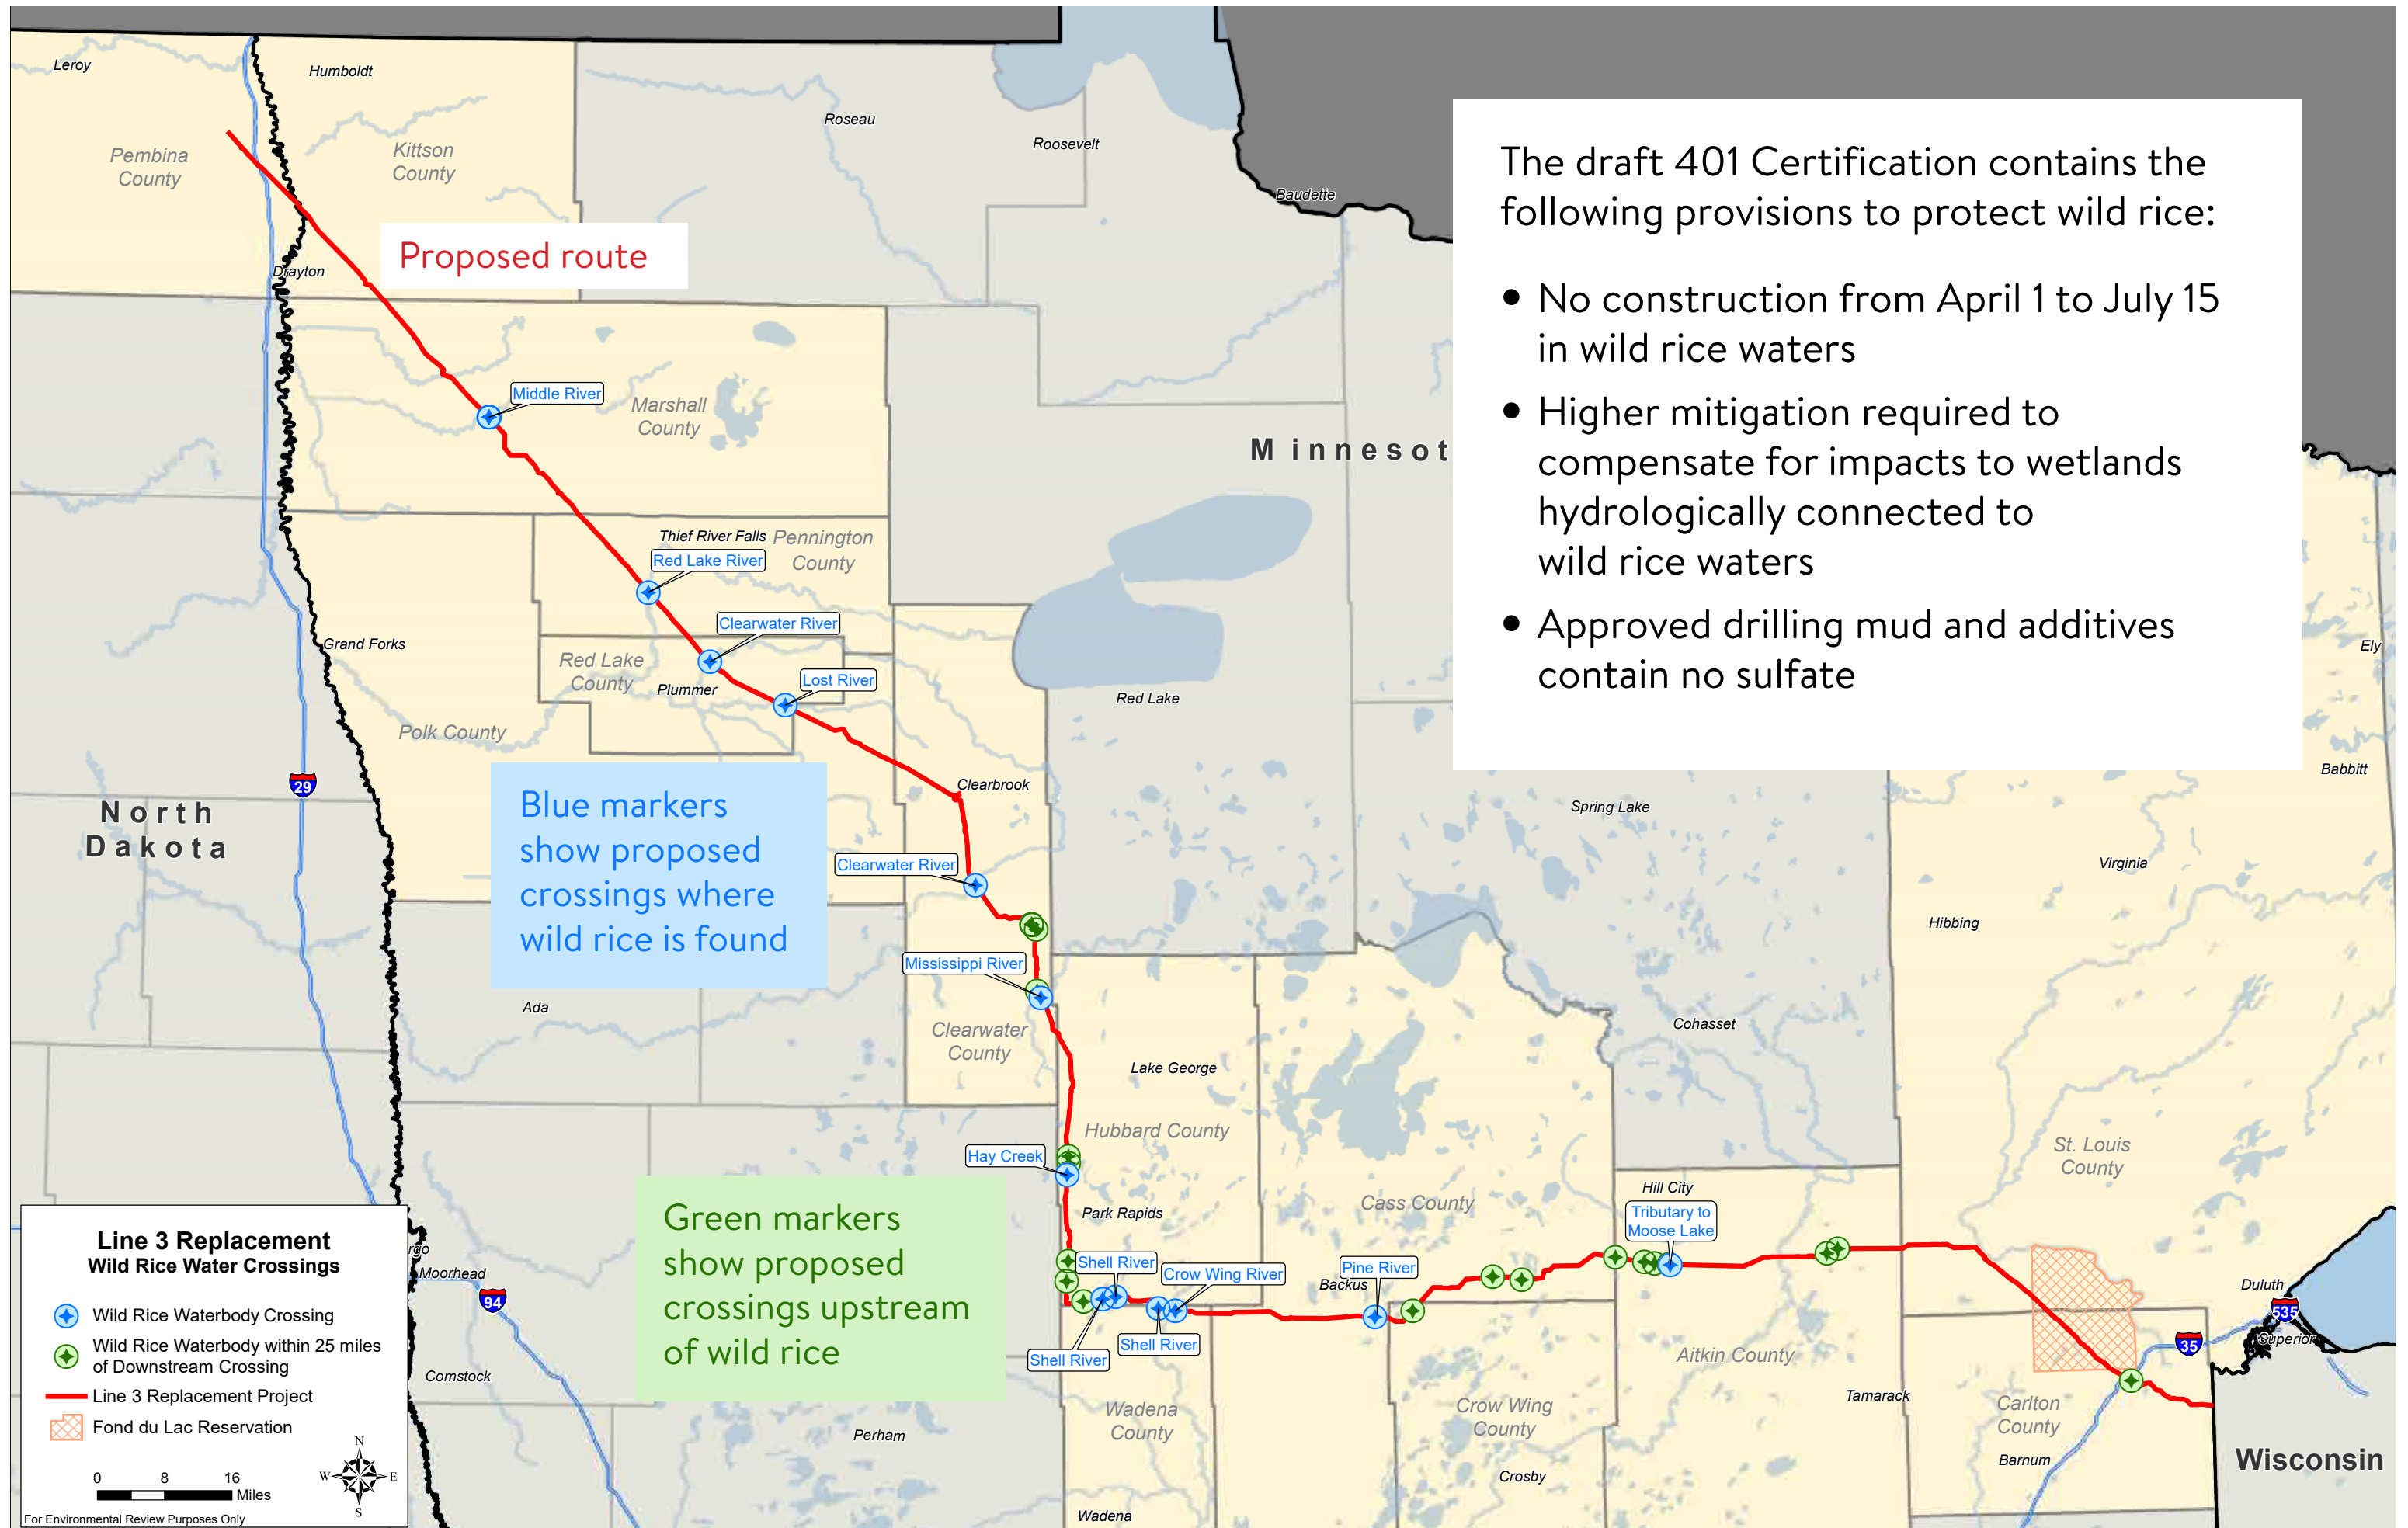 Leroy
Humboldt
Roseau
Roosevelt
Pembina
County
Kittson
County
Baudette
Drayton
Proposed route
The draft 401 Certification contains the
following provisions to protect wild rice:
• No construction from April 1 to July 15
in wild rice waters
• Higher mitigation required to
compensate for impacts to wetlands
hydrologically connected to
wild rice waters
• Approved drilling mud and additives
contain no sulfate
Middle River
Marshall
County
Minnesot
Thief River Falls
Pennington
County
Red Lake River
Clearwater River
Grand Forks
Red Lake
County
Plummer
Lost River
Red Lake
Ely
Polk County
Babbitt
29
Clearbrook
North
Dakota
Spring Lake
Blue markers
show proposed
crossings where
wild rice is found
Clearwater River
Virginia
Hibbing
Mississippi River
Ada
Clearwater
County
Cohasset
Lake George
Hubbard County
Hay Creek
St. Louis
County
Park Rapids
Cass County
Hill City
Tributary to
Moose Lake
Green markers
show proposed
crossings upstream
of wild rice
Shell River
Crow Wing River
Pine River
Backus
Shell River
Shell River
Duluth
535
Superior
35
rgo
Moorhead
94
Comstock
Perham
Wadena
County
Wadena
Crow Wing
County
Crosby
Aitkin County
Tamarack
Carlton
County
Barnum
Wisconsin
Line 3 Replacement
Wild Rice Water Crossings
Wild Rice Waterbody Crossing
Wild Rice Waterbody within 25 miles
of Downstream Crossing
Line 3 Replacement Project
Fond du Lac Reservation
N
W E
S
0 8 16
Miles
For Environmental Review Purposes Only